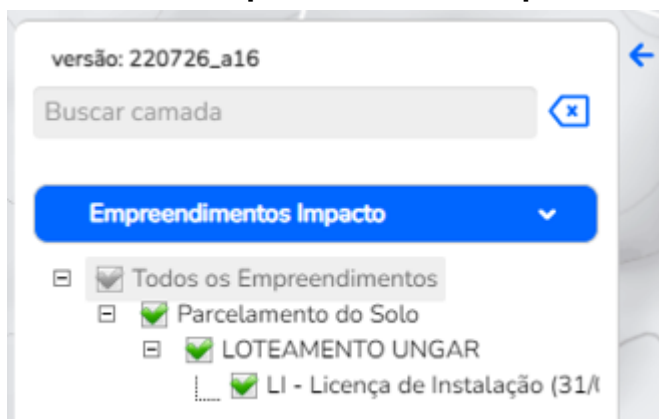 versão: 220726_a16
Buscar camada
Empreendimentos Impacto
Todos os Empreendimentos
Parcelamento do Solo
LOTEAMENTO UNGAR
LI - Licença de Instalação (31/